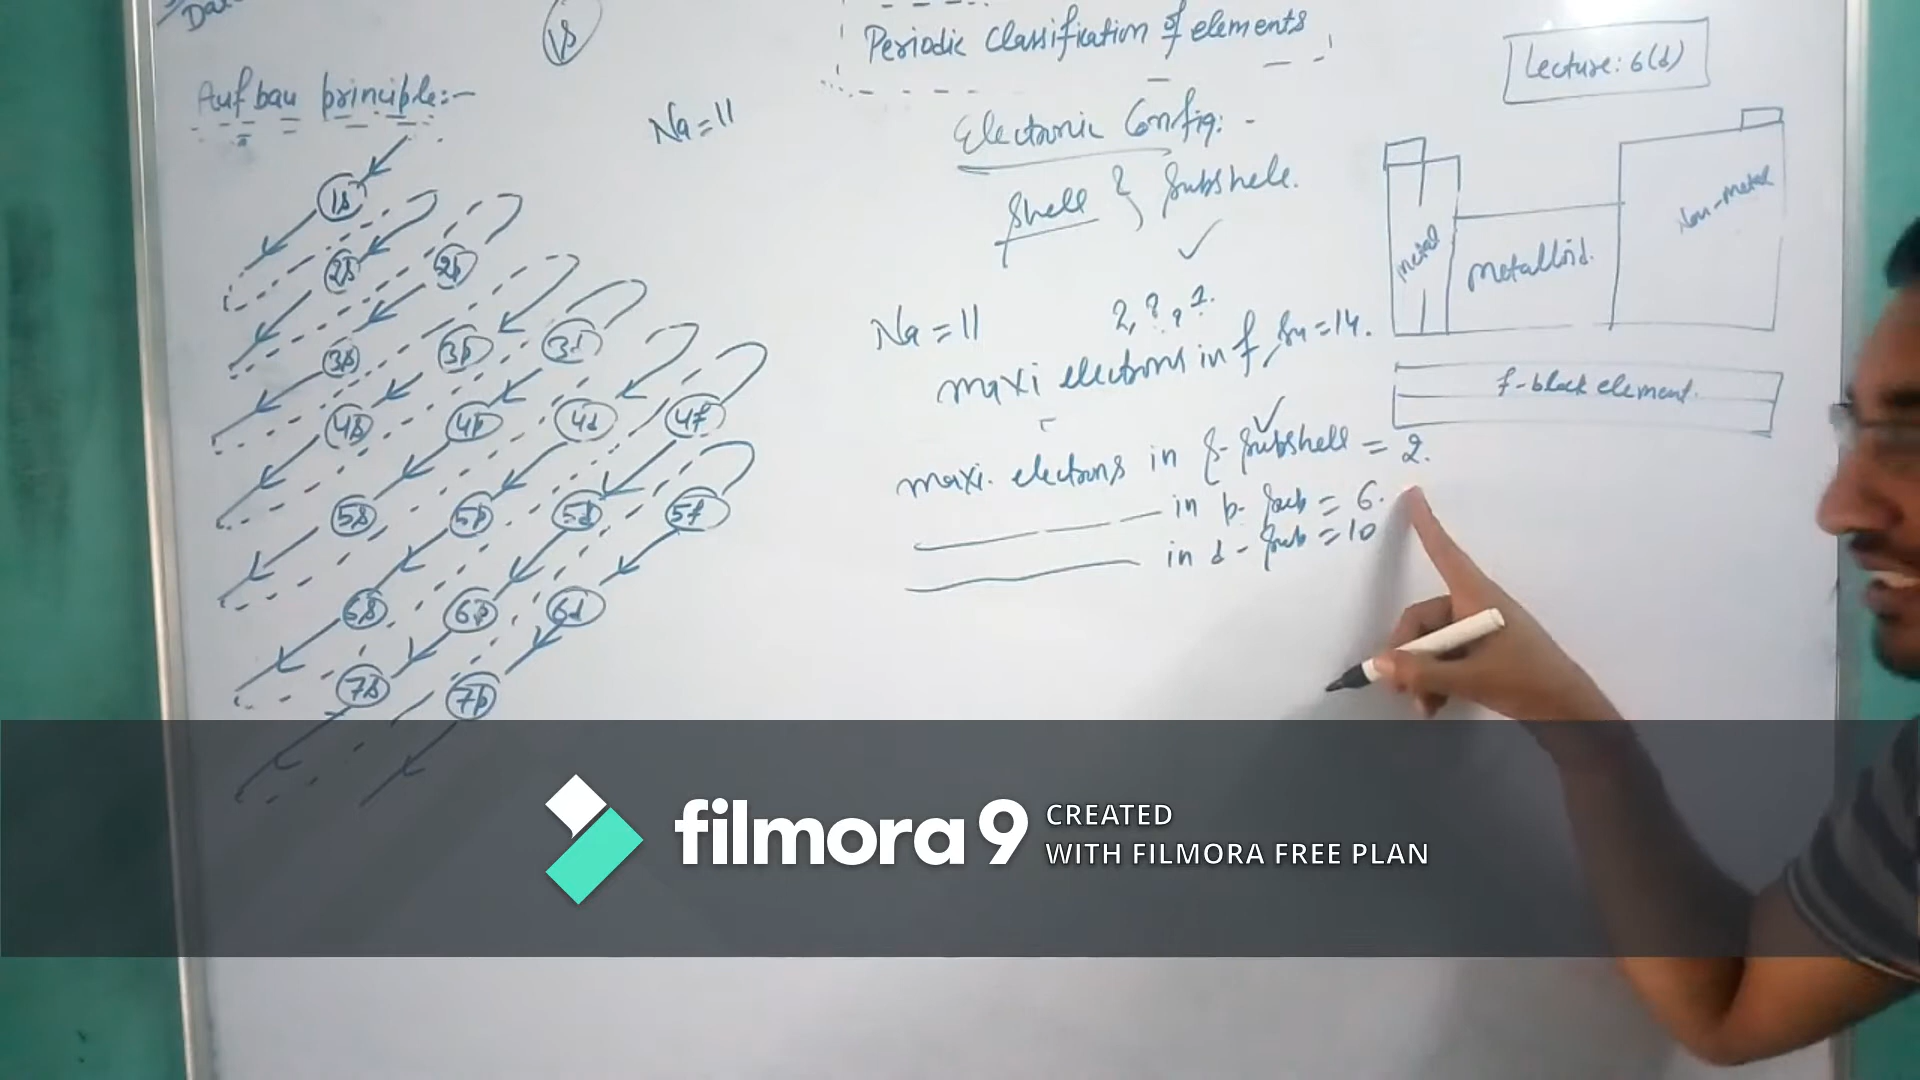 Dat
1s
Periodic Classification of elements
Lecture: 6(d)
Aufbau principle:-
Na=11
Electronic Config: -
Shell } Subshell.
1s
2s 2p
3s 3p 3d
4s 4p 4d 4f
5s 5p 5d 5f
6s 6p 6d
7s 7p
Na = 11
2, 8, 1.
maxi electrons in f su=14.
maxi. electrons in s- subshell = 2.
in p- sub = 6.
in d - sub = 10
metal
metalloid.
Non-metal
f-block element.
filmora 9
CREATED
WITH FILMORA FREE PLAN